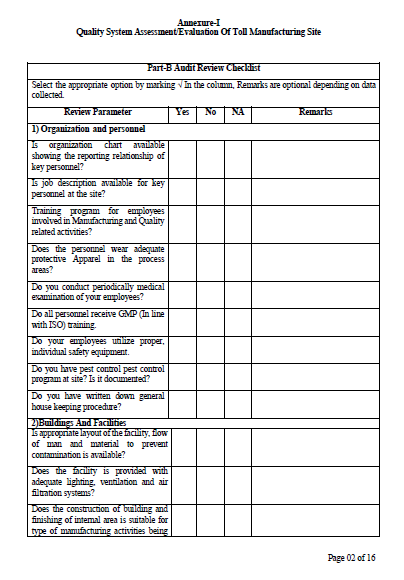 Annexure-I
Quality System Assessment/Evaluation Of Toll Manufacturing Site
Part-B Audit Review Checklist
Select the appropriate option by marking √ In the column, Remarks are optional depending on data
collected.
Review Parameter Yes No NA Remarks
1) Organization and personnel
Is organization chart available
showing the reporting relationship of
key personnel?
Is job description available for key
personnel at the site?
Training program for employees
involved in Manufacturing and Quality
related activities?
Does the personnel wear adequate
protective Apparel in the process
areas?
Do you conduct periodically medical
examination of your employees?
Do all personnel receive GMP (In line
with ISO) training.
Do your employees utilize proper,
individual safety equipment.
Do you have pest control pest control
program at site? Is it documented?
Do you have written down general
house keeping procedure?
2)Buildings And Facilities
Is appropriate layout of the facility, flow
of man and material to prevent
contamination is available?
Does the facility is provided with
adequate lighting, ventilation and air
filtration systems?
Does the construction of building and
finishing of internal area is suitable for
type of manufacturing activities being
Page 02 of 16